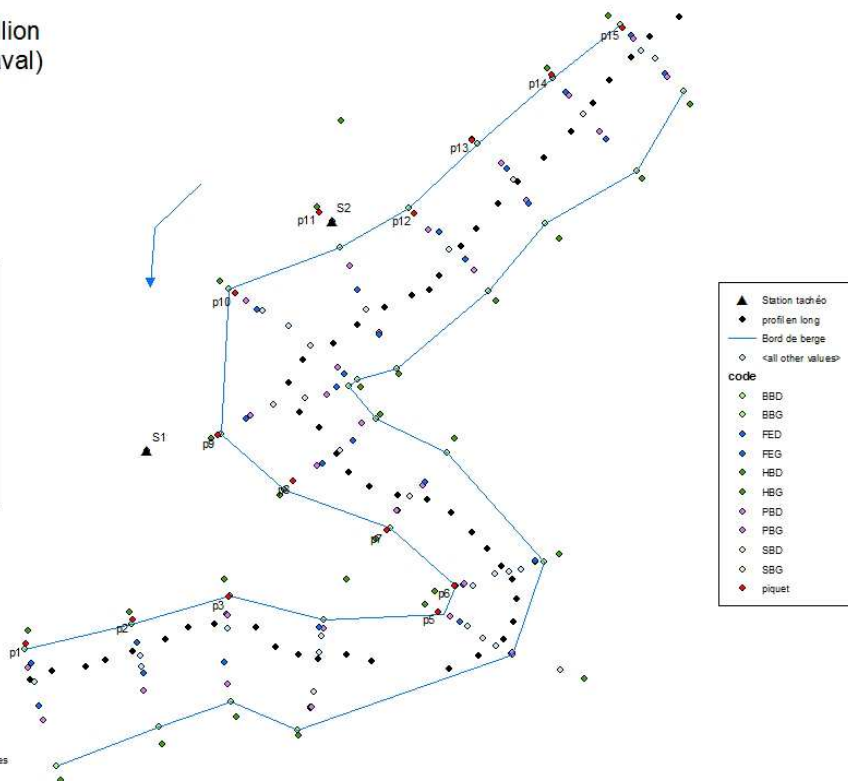 lion
aval)
p15
p14
p13
S2
p11
p12
p10
S1
p9
p8
p7
p6
p5
p3
p2
p1
Station tachéo
profil en long
Bord de berge
<all other values>
code
BBD
BBG
FED
FEG
HBD
HBG
PBD
PBG
SBD
SBG
piquet
es